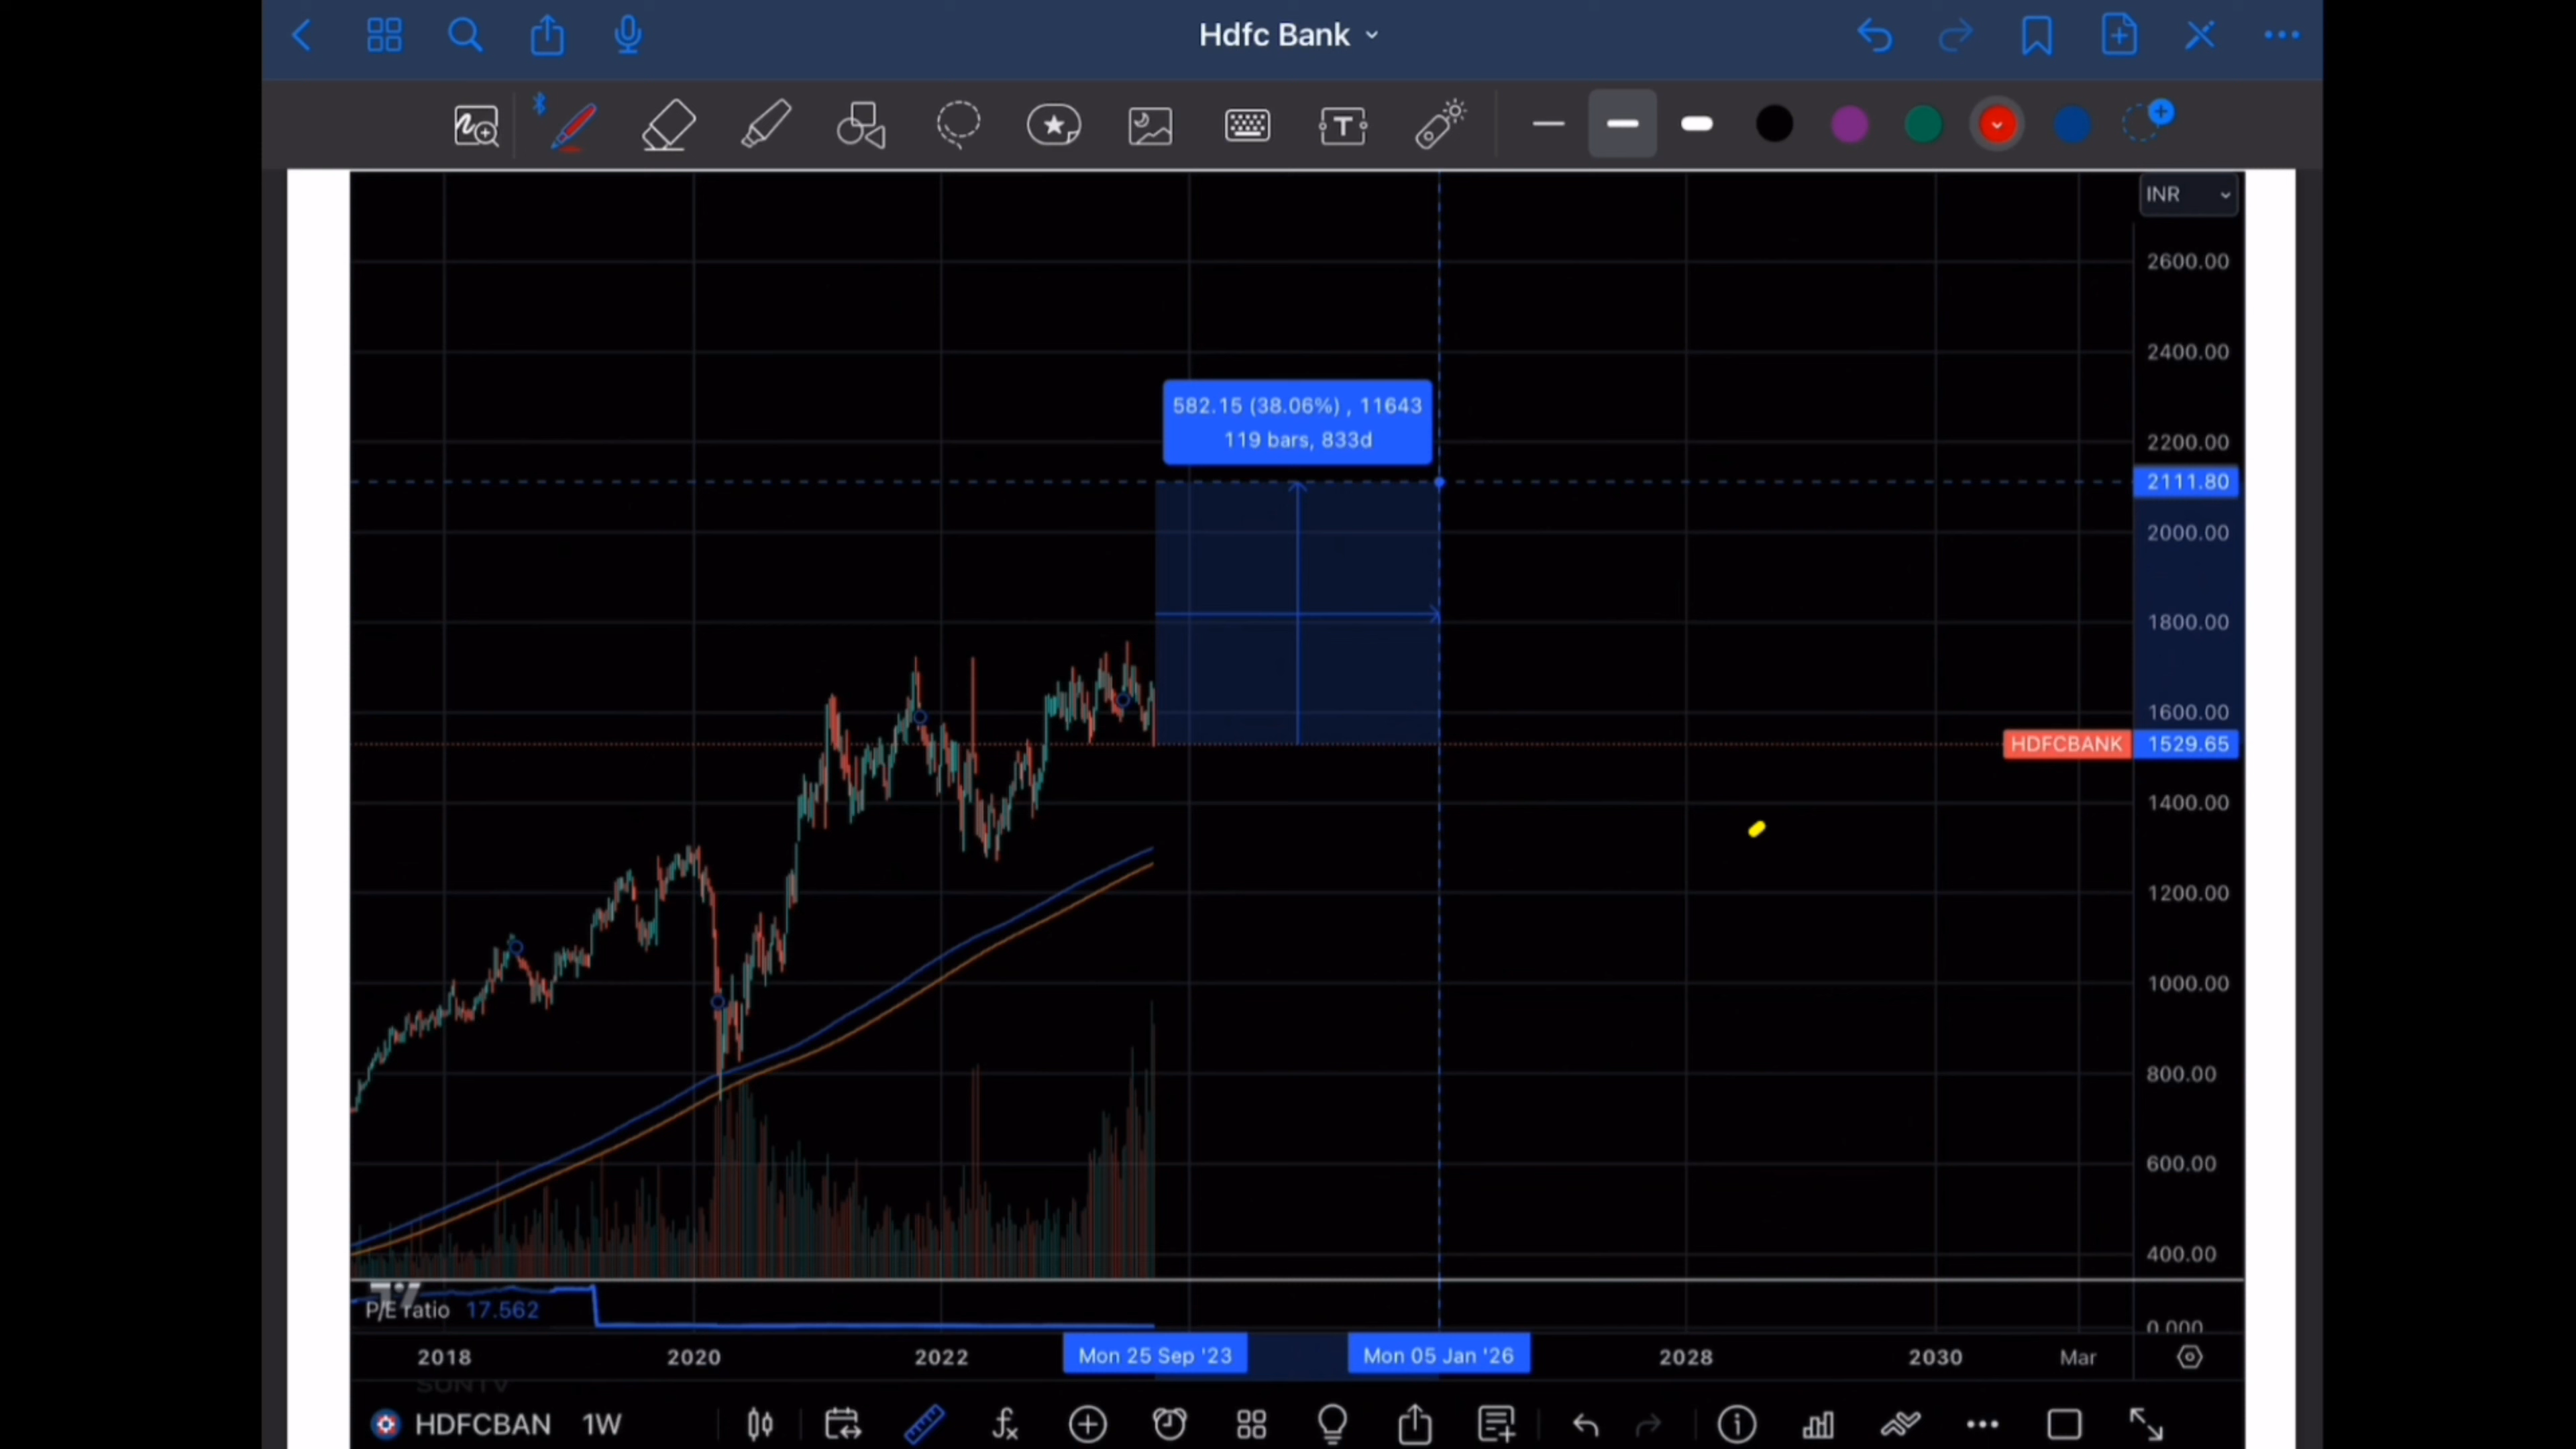 Hdfc Bank
INR
2600.00
2400.00
582.15 (38.06%) , 11643
119 bars, 833d
2200.00
2111.80
2000.00
1800.00
1600.00
HDFCBANK 1529.65
1400.00
1200.00
1000.00
800.00
600.00
400.00
P/E ratio 17.562
0.000
2018 2020 2022 Mon 25 Sep '23 Mon 05 Jan '26 2028 2030 Mar
SUNTV
HDFCBAN 1W